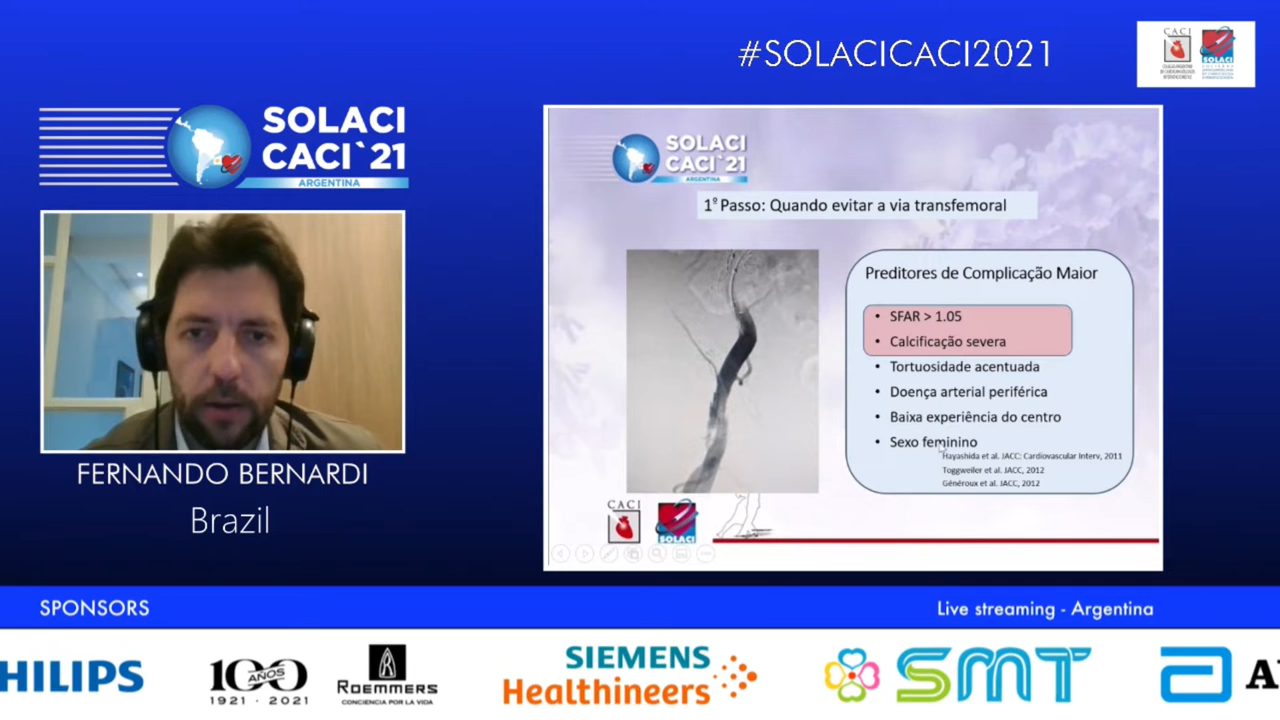 #SOLACICACI2021
CACI
SOLACI
SOLACI
CACI`21
ARGENTINA
FERNANDO BERNARDI
Brazil
SOLACI
CACI`21
ARGENTINA
1º Passo: Quando evitar a via transfemoral
Preditores de Complicação Maior
• SFAR > 1.05
• Calcificação severa
• Tortuosidade acentuada
• Doença arterial periférica
• Baixa experiência do centro
• Sexo feminino
Hayashida et al. JACC: Cardiovascular Interv, 2011
Toggweiler et al. JACC, 2012
Généroux et al. JACC, 2012
CACI
SOLACI
SPONSORS
Live streaming - Argentina
HILIPS
100
AÑOS
1921 · 2021
ROEMMERS
CONCIENCIA POR LA VIDA
SIEMENS
Healthineers
SMT
A